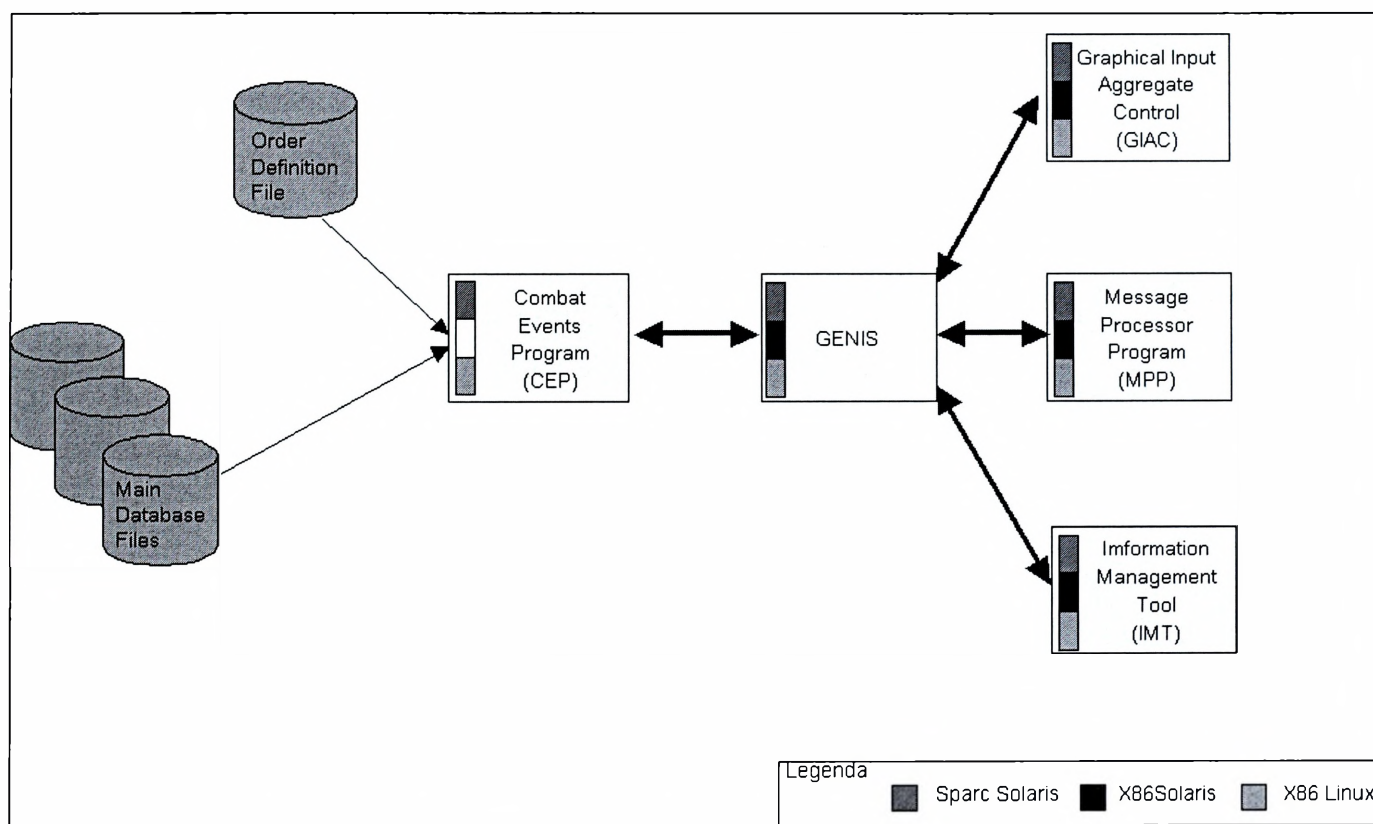 Order
Definition
File
Main
Database
Files
Combat
Events
Program
(CEP)
GENIS
Graphical Input
Aggregate
Control
(GIAC)
Message
Processor
Program
(MPP)
Imformation
Management
Tool
(IMT)
Legenda
Sparc Solaris
X86Solaris
X86 Linux